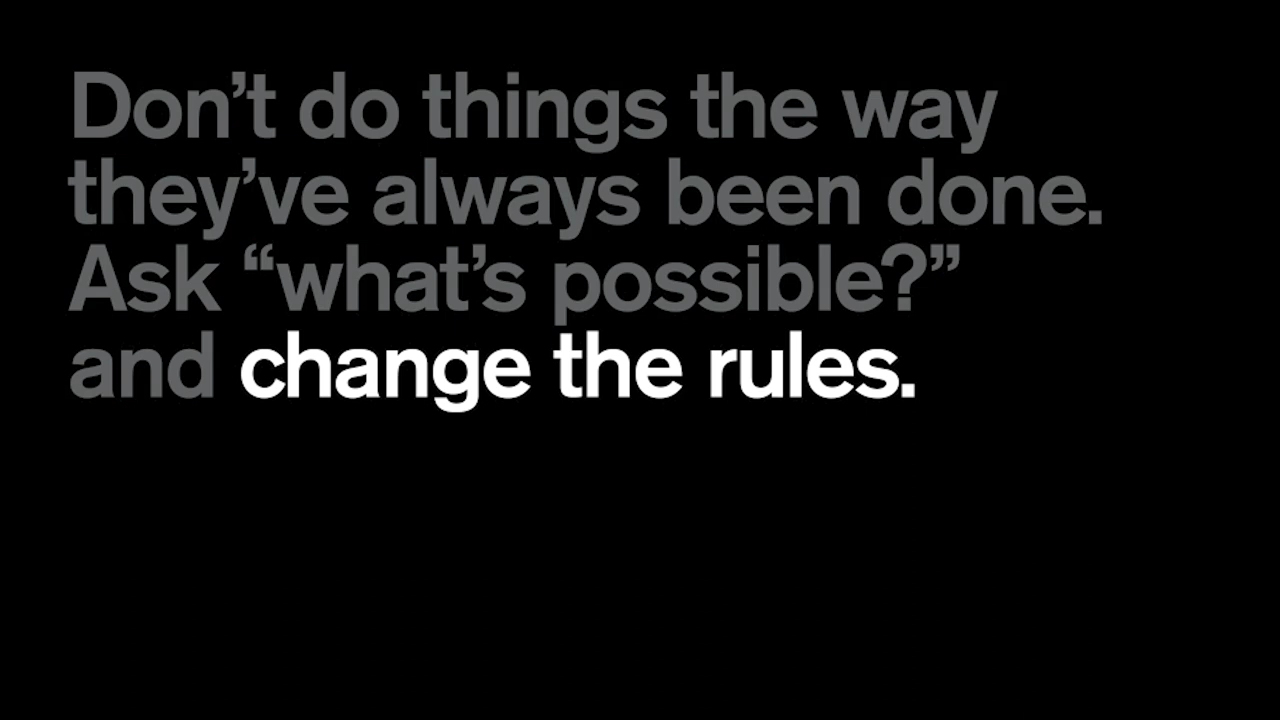 Don’t do things the way
they’ve always been done.
Ask “what’s possible?”
and change the rules.